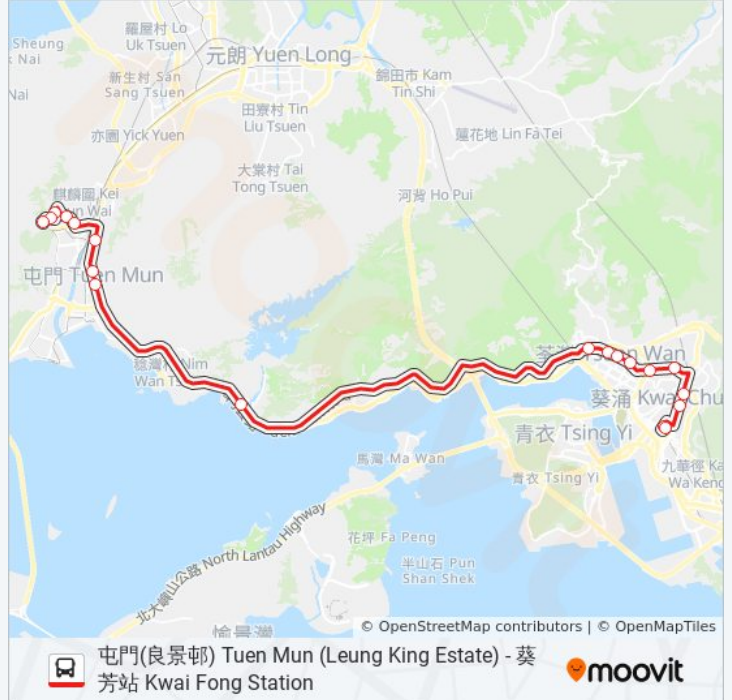 羅屋村 Lo
Uk Tsuen
Sheung
Nai
元朗 Yuen Long
新生村 San
Sang Tsuen
錦田市 Kam
Tin Shi
Nai
田寮村 Tin
Liu Tsuen
亦園 Yick Yuen
蓮花地 Lin Fa Tei
大棠村 Tai
Tong Tsuen
麒麟圍 Kei
Wai
河背 Ho Pui
屯門 Tuen Mun
Nim
Wan
Wan
葵涌 Kwai Chu
青衣 Tsing Yi
馬灣 Ma Wan
九華徑 Ka
Wa Keng
青衣 Tsing Yi
北大嶼山公路 North Lantau Highway
花坪 Fa Peng
半山石 Pun
Shan Shek
愉景灣
© OpenStreetMap contributors | © OpenMapTiles
屯門(良景邨) Tuen Mun (Leung King Estate) - 葵
芳站 Kwai Fong Station
moovit